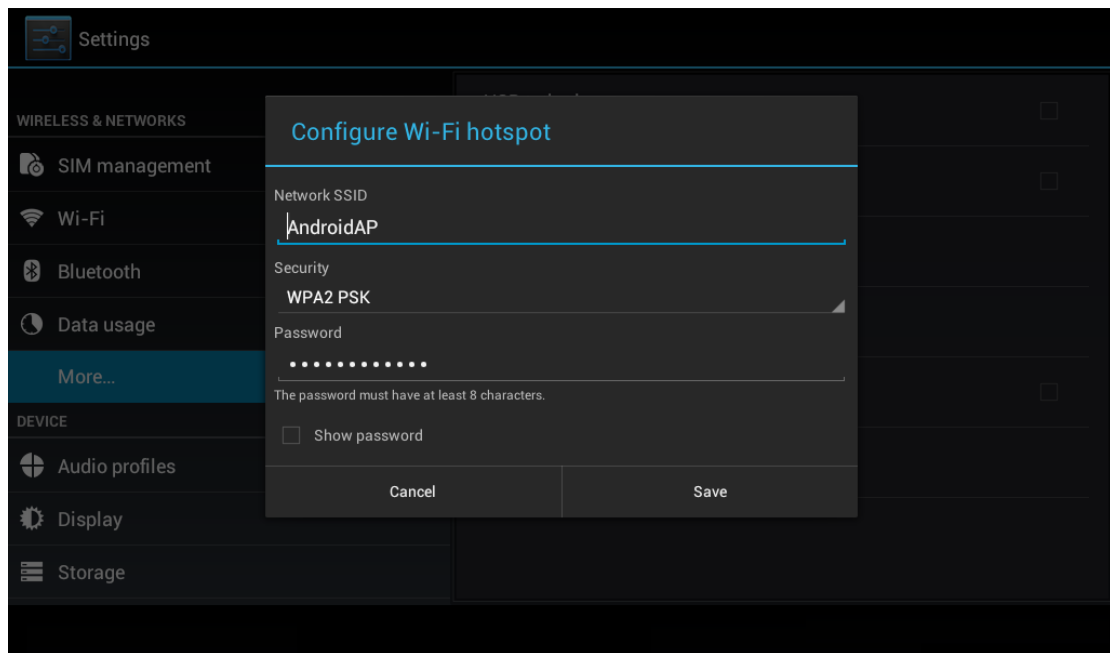 Settings
WIRELESS & NETWORKS
SIM management
Wi-Fi
Bluetooth
Data usage
More...
DEVICE
Audio profiles
Display
Storage
Configure Wi-Fi hotspot
Network SSID
AndroidAP
Security
WPA2 PSK
Password
••••••••••••
The password must have at least 8 characters.
Show password
Cancel
Save